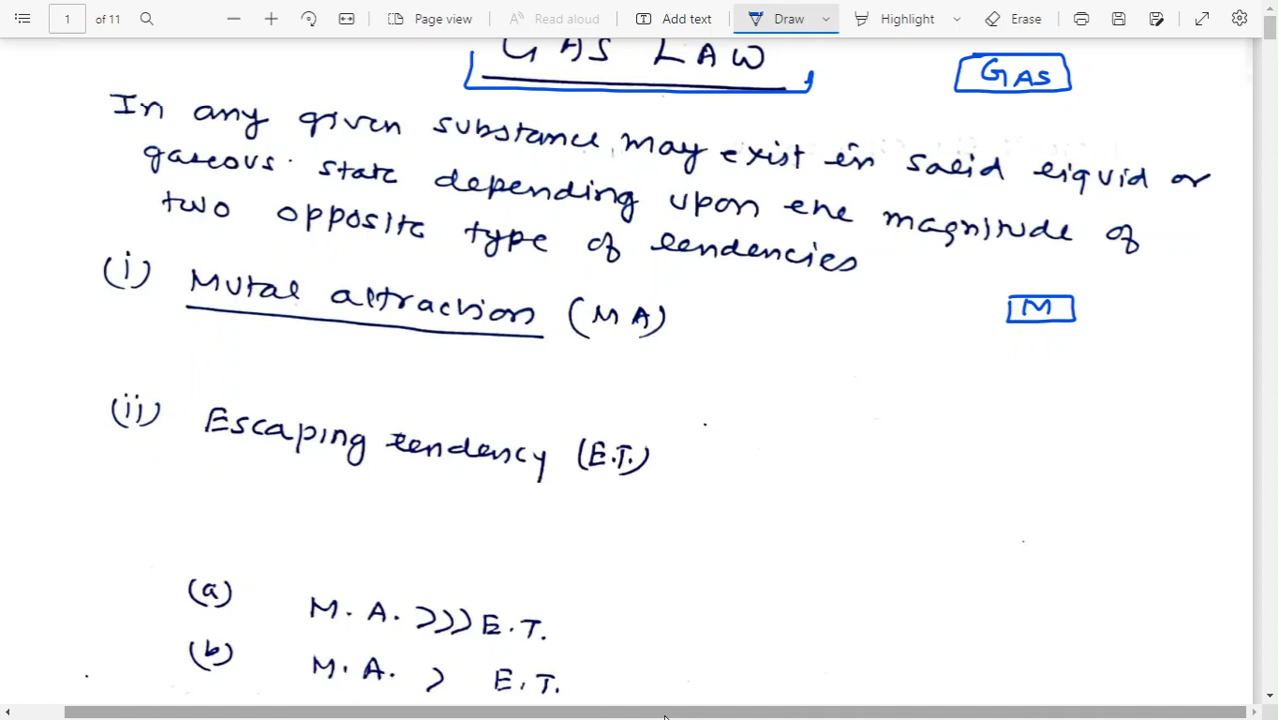 1 of 11
Page view
Read aloud
Add text
Draw
Highlight
Erase
GAS LAW
GAS
In any given substance, may exist in solid liquid or
gaseous state depending upon the magnitude of
two opposite type of tendencies
(i) Mutal attraction (MA)
M
(ii) Escaping tendency (E.T.)
(a) M. A. >>> E. T.
(b) M. A. > E. T.